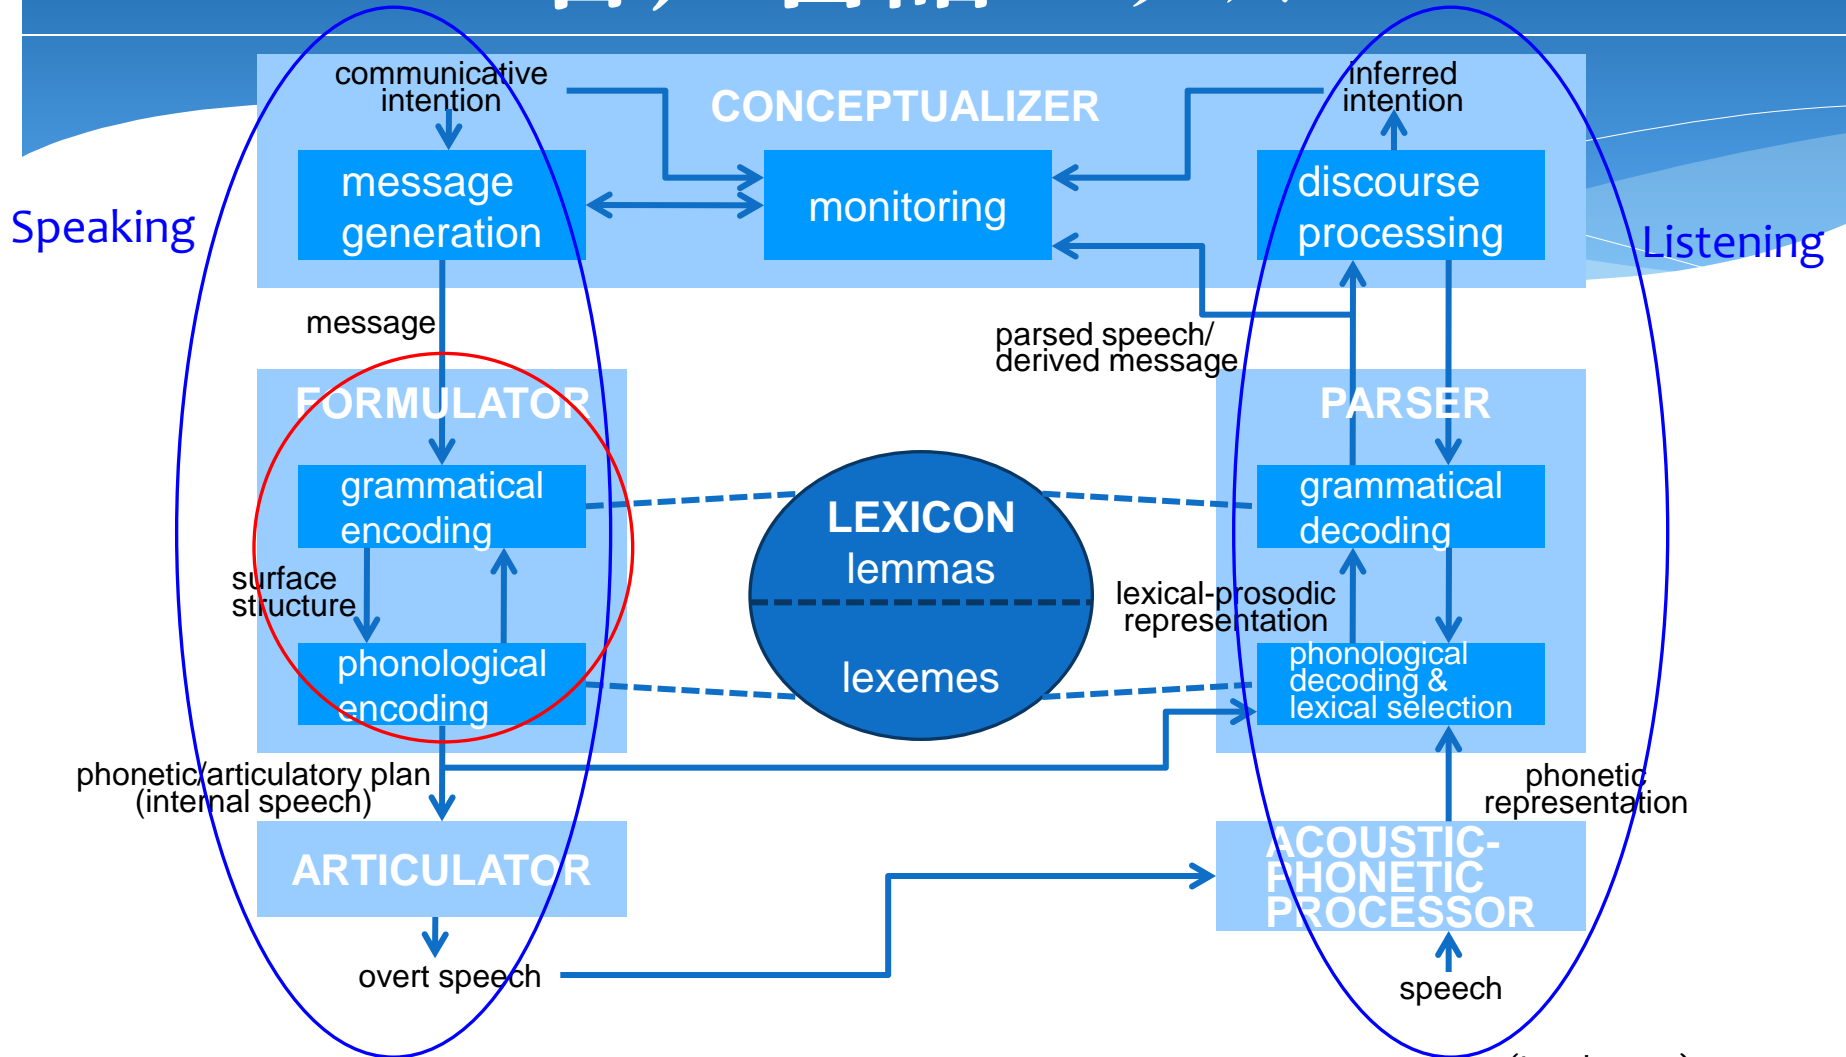 communicative
intention
CONCEPTUALIZER
inferred
intention
message
generation
monitoring
discourse
processing
Speaking
Listening
message
parsed speech/
derived message
FORMULATOR
PARSER
grammatical
encoding
LEXICON
lemmas
grammatical
decoding
surface
structure
lexical-prosodic
representation
phonological
encoding
lexemes
phonological
decoding &
lexical selection
phonetic/articulatory plan
(internal speech)
phonetic
representation
ARTICULATOR
ACOUSTIC-
PHONETIC
PROCESSOR
overt speech
speech